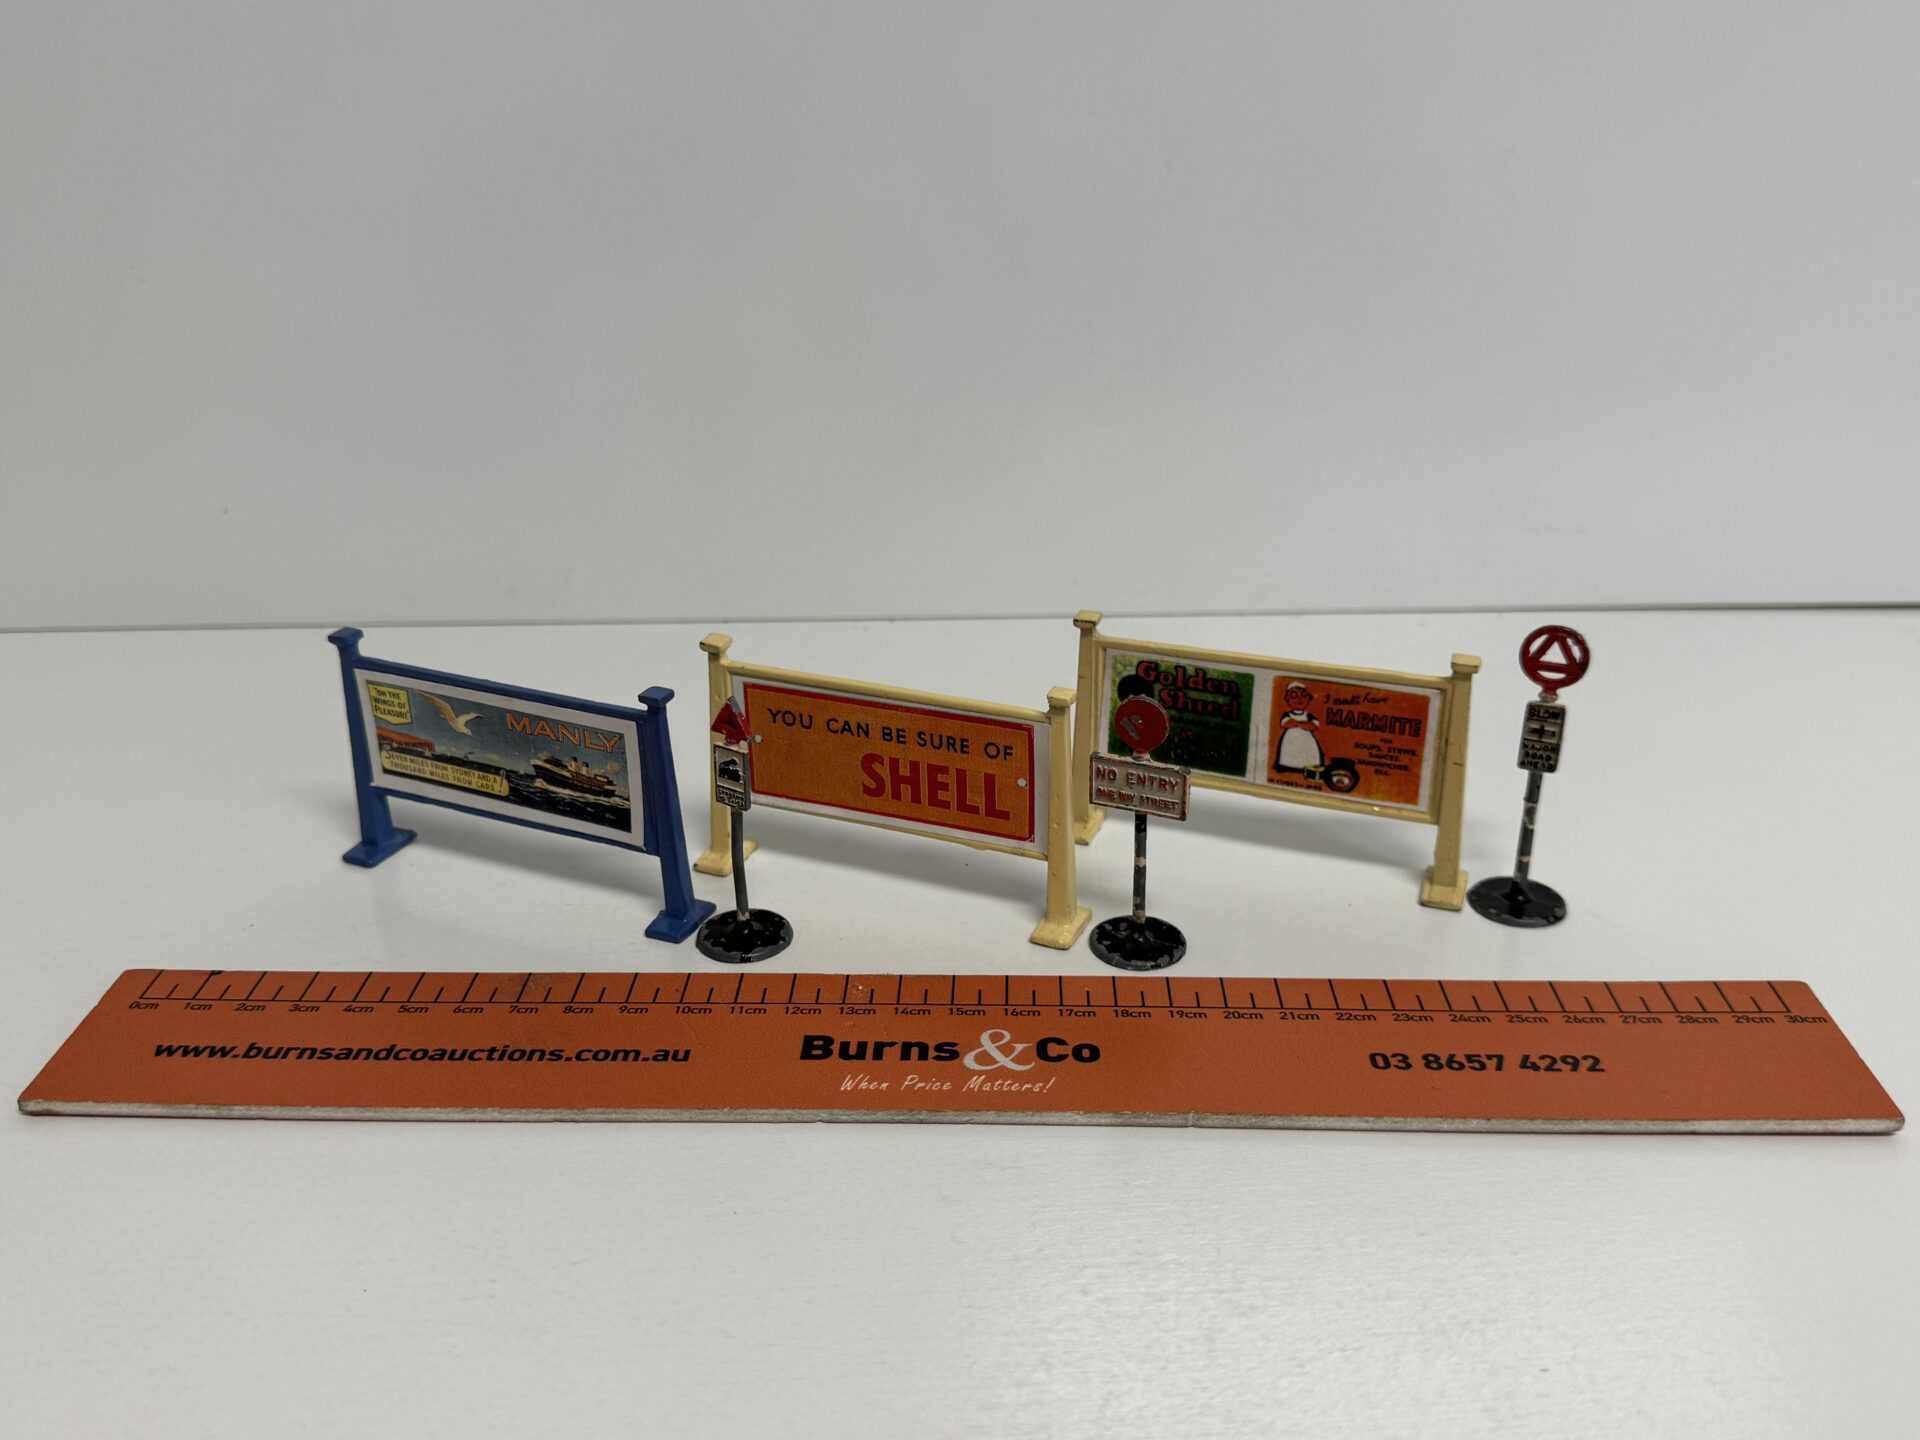 "ON THE
WINGS OF
PLEASURE"
MANLY
SEVEN MILES FROM SYDNEY AND A
THOUSAND MILES FROM CARE!
YOU CAN BE SURE OF
SHELL
Golden
Shred
I must have
MARMITE
FOR
SOUPS, STEWS,
SAUCES,
SANDWICHES,
ETC.
NO ENTRY
ONE WAY STREET
SLOW
MAJOR
ROAD
AHEAD
0cm 1cm 2cm 3cm 4cm 5cm 6cm 7cm 8cm 9cm 10cm 11cm 12cm 13cm 14cm 15cm 16cm 17cm 18cm 19cm 20cm 21cm 22cm 23cm 24cm 25cm 26cm 27cm 28cm 29cm 30cm
www.burnsandcoauctions.com.au
Burns&Co
When Price Matters!
03 8657 4292